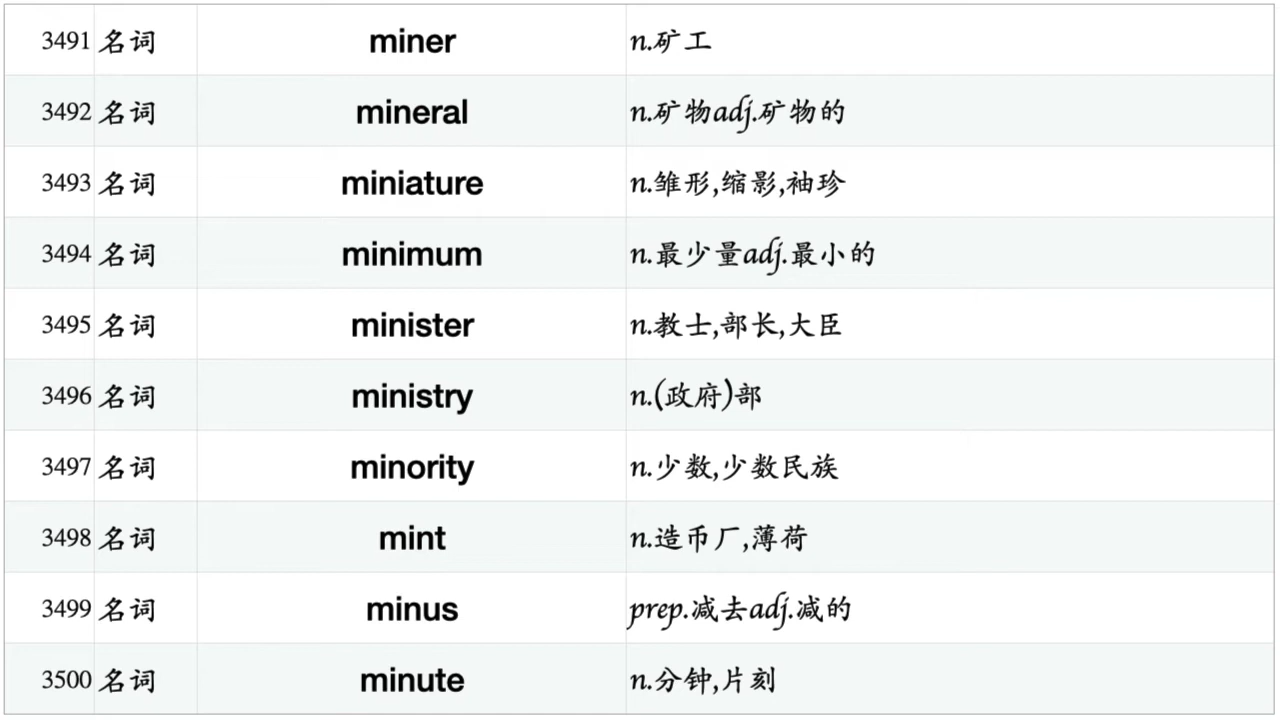 3491 名词 miner n.矿工
3492 名词 mineral n.矿物adj.矿物的
3493 名词 miniature n.雏形,缩影,袖珍
3494 名词 minimum n.最少量adj.最小的
3495 名词 minister n.教士,部长,大臣
3496 名词 ministry n.(政府)部
3497 名词 minority n.少数,少数民族
3498 名词 mint n.造币厂,薄荷
3499 名词 minus prep.减去adj.减的
3500 名词 minute n.分钟,片刻